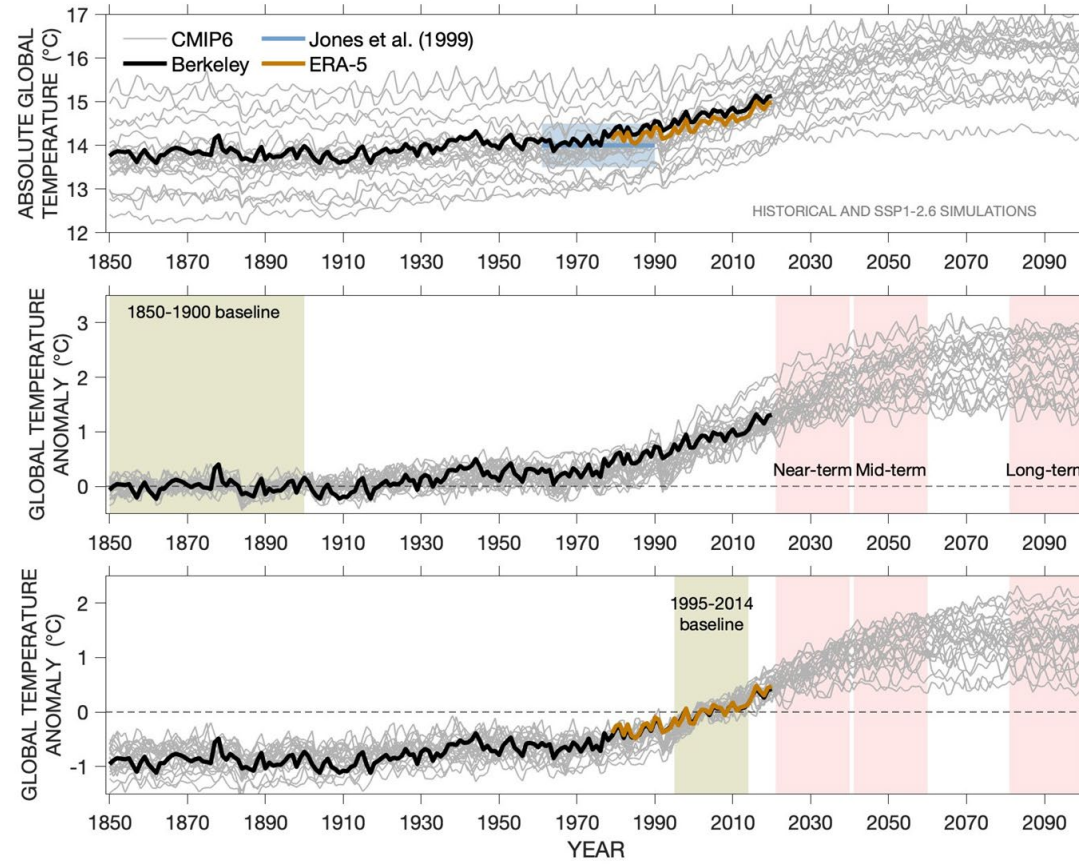 ABSOLUTE GLOBAL
TEMPERATURE (°C)
17
16
15
14
13
12
CMIP6
Jones et al. (1999)
Berkeley
ERA-5
HISTORICAL AND SSP1-2.6 SIMULATIONS
1850 1870 1890 1910 1930 1950 1970 1990 2010 2030 2050 2070 2090
GLOBAL TEMPERATURE
ANOMALY (°C)
3
2
1
0
1850-1900 baseline
Near-term Mid-term Long-term
1850 1870 1890 1910 1930 1950 1970 1990 2010 2030 2050 2070 2090
GLOBAL TEMPERATURE
ANOMALY (°C)
2
1
0
-1
1995-2014
baseline
1850 1870 1890 1910 1930 1950 1970 1990 2010 2030 2050 2070 2090
YEAR